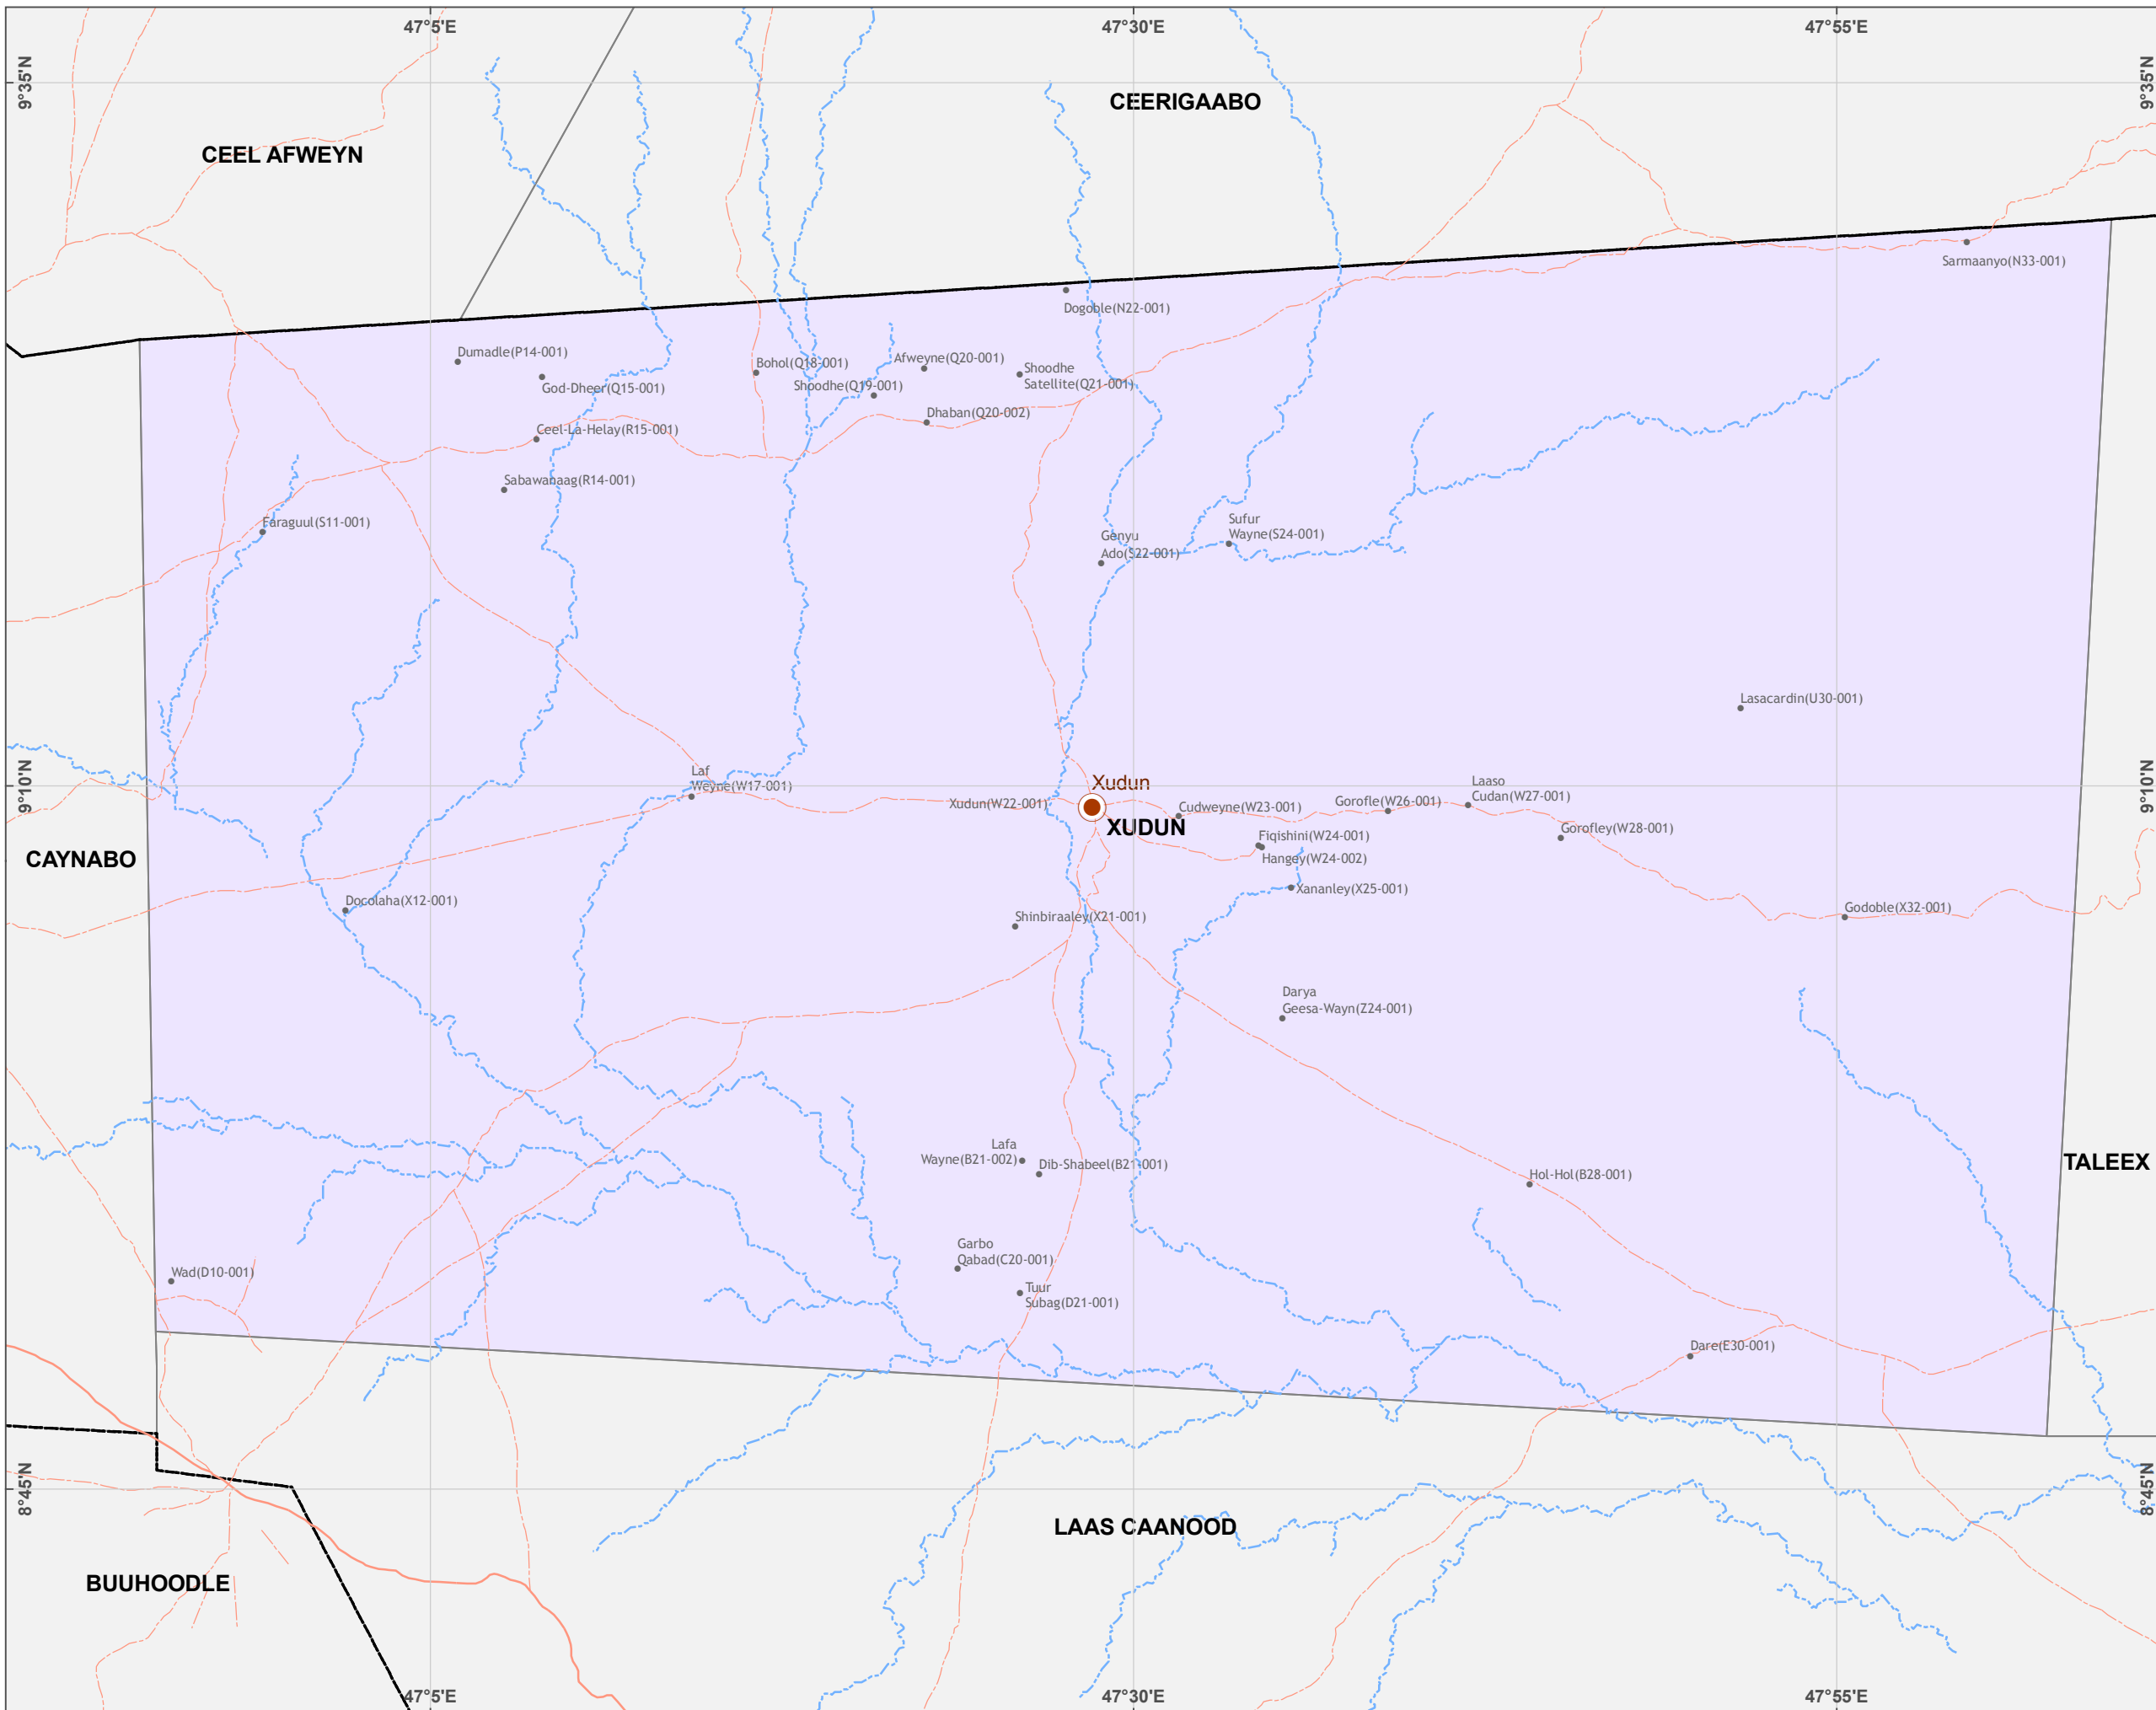 47°5'E
47°30'E
47°55'E
9°35'N
9°35'N
CEERIGAABO
CEEL AFWEYN
Sarmaanyo(N33-001)
Dogoble(N22-001)
Dumadle(P14-001)
God-Dheer(Q15-001)
Bohol(Q18-001)
Afweyne(Q20-001)
Shoodhe(Q19-001)
Shoodhe
Satellite(Q21-001)
Dhaban(Q20-002)
Ceel-La-Helay(R15-001)
Sabawanaag(R14-001)
Faraguul(S11-001)
Sufur
Wayne(S24-001)
Genyu
Ado(S22-001)
Lasacardin(U30-001)
9°10'N
9°10'N
Laf
Weyne(W17-001)
Xudun
Xudun(W22-001)
XUDUN
Cudweyne(W23-001)
Gorofle(W26-001)
Laaso
Cudan(W27-001)
Gorofley(W28-001)
Fiqishini(W24-001)
Hangey(W24-002)
CAYNABO
Xananley(X25-001)
Docolaha(X12-001)
Shinbiraaley(X21-001)
Godoble(X32-001)
Darya
Geesa-Wayn(Z24-001)
Lafa
Wayne(B21-002)
Dib-Shabeel(B21-001)
Hol-Hol(B28-001)
TALEEX
Garbo
Qabad(C20-001)
Wad(D10-001)
Tuur
Subag(D21-001)
Dare(E30-001)
8°45'N
8°45'N
LAAS CAANOOD
BUUHOODLE
47°5'E
47°30'E
47°55'E